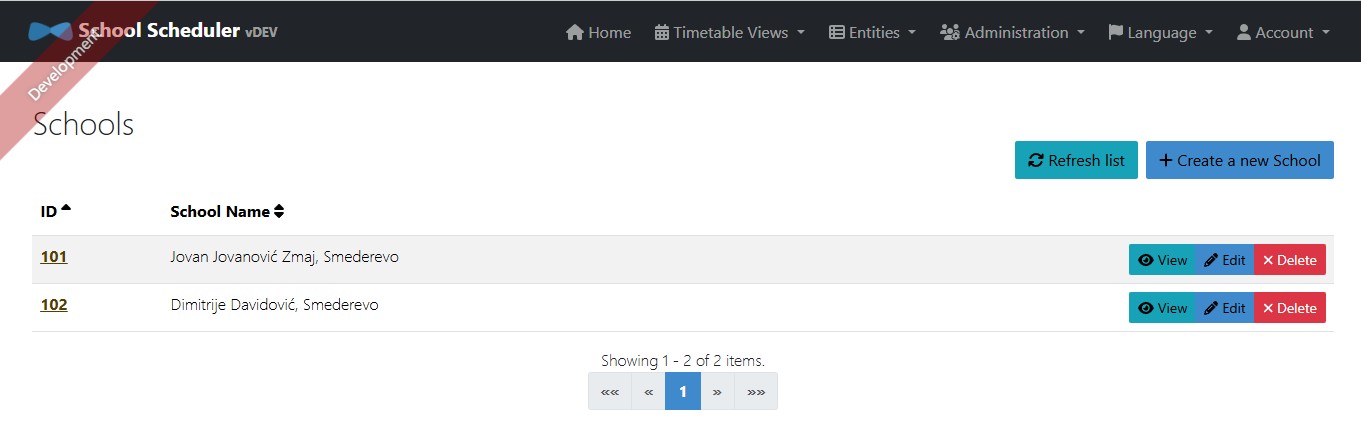 School Scheduler vDEV
Home Timetable Views Entities Administration Language Account
Development
Schools
Refresh list Create a new School
ID School Name
101 Jovan Jovanović Zmaj, Smederevo View Edit Delete
102 Dimitrije Davidović, Smederevo View Edit Delete
Showing 1 - 2 of 2 items.
«« « 1 » »»